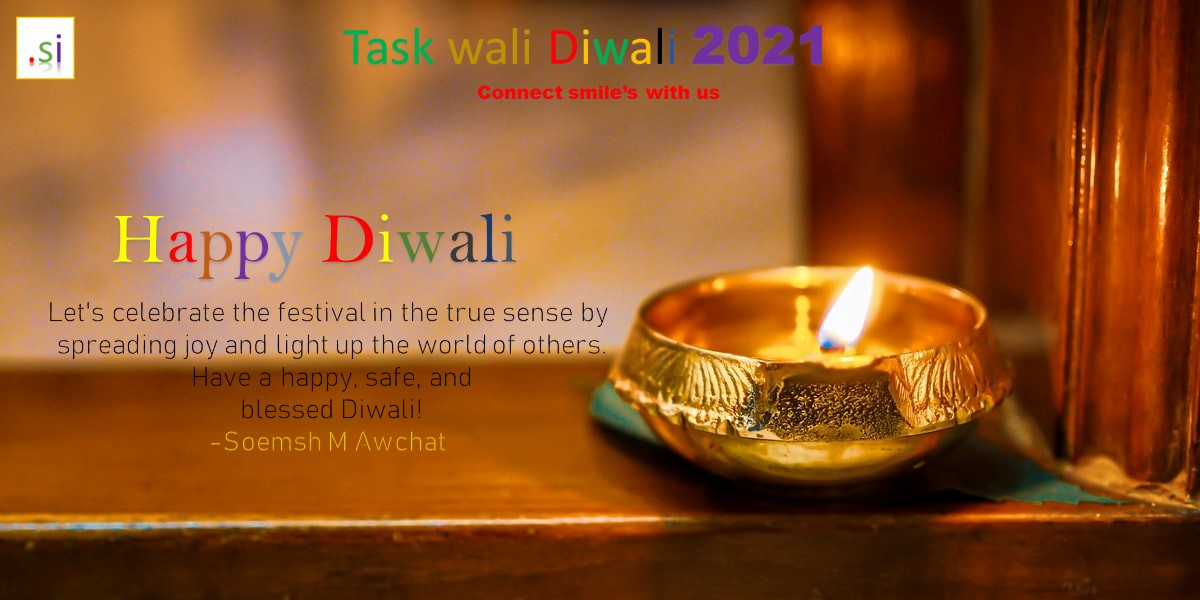 .si
Task wali Diwali 2021
Connect smile's with us
Happy Diwali
Let's celebrate the festival in the true sense by
spreading joy and light up the world of others.
Have a happy, safe, and
blessed Diwali!
-Soemsh M Awchat